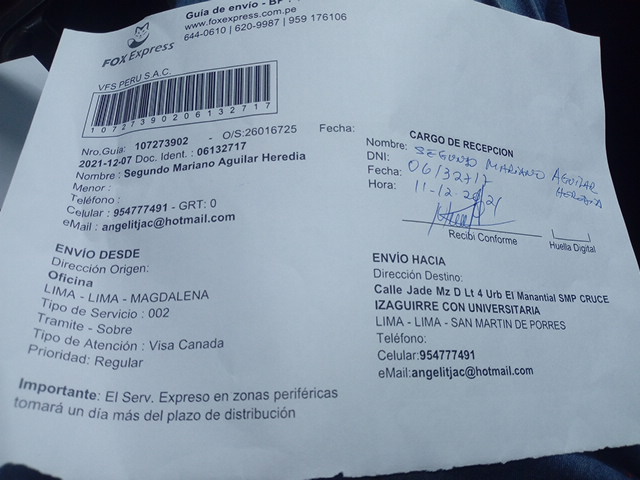 Guía de envío - BP
www.foxexpress.com.pe
644-0610 | 620-9987 | 959 176106
FOX Express
VFS PERU S.A.C.
10727390206132717
Nro.Guía: 107273902 - O/S:26016725 Fecha:
2021-12-07 Doc. Ident. : 06132717
Nombre : Segundo Mariano Aguilar Heredia
Menor :
Teléfono :
Celular : 954777491 - GRT: 0
eMail : angelitjac@hotmail.com
ENVÍO DESDE
Dirección Origen:
Oficina
LIMA - LIMA - MAGDALENA
Tipo de Servicio : 002
Tramite - Sobre
Tipo de Atención : Visa Canada
Prioridad: Regular
Importante: El Serv. Expreso en zonas periféricas
tomará un día más del plazo de distribución
CARGO DE RECEPCION
Nombre: SEGUNDO MARIANO AGUILAR
HEREDIA
DNI: 06132717
Fecha: 11-12-2021
Hora:
Recibi Conforme
Huella Digital
ENVÍO HACIA
Dirección Destino:
Calle Jade Mz D Lt 4 Urb El Manantial SMP CRUCE
IZAGUIRRE CON UNIVERSITARIA
LIMA - LIMA - SAN MARTIN DE PORRES
Teléfono:
Celular:954777491
eMail:angelitjac@hotmail.com